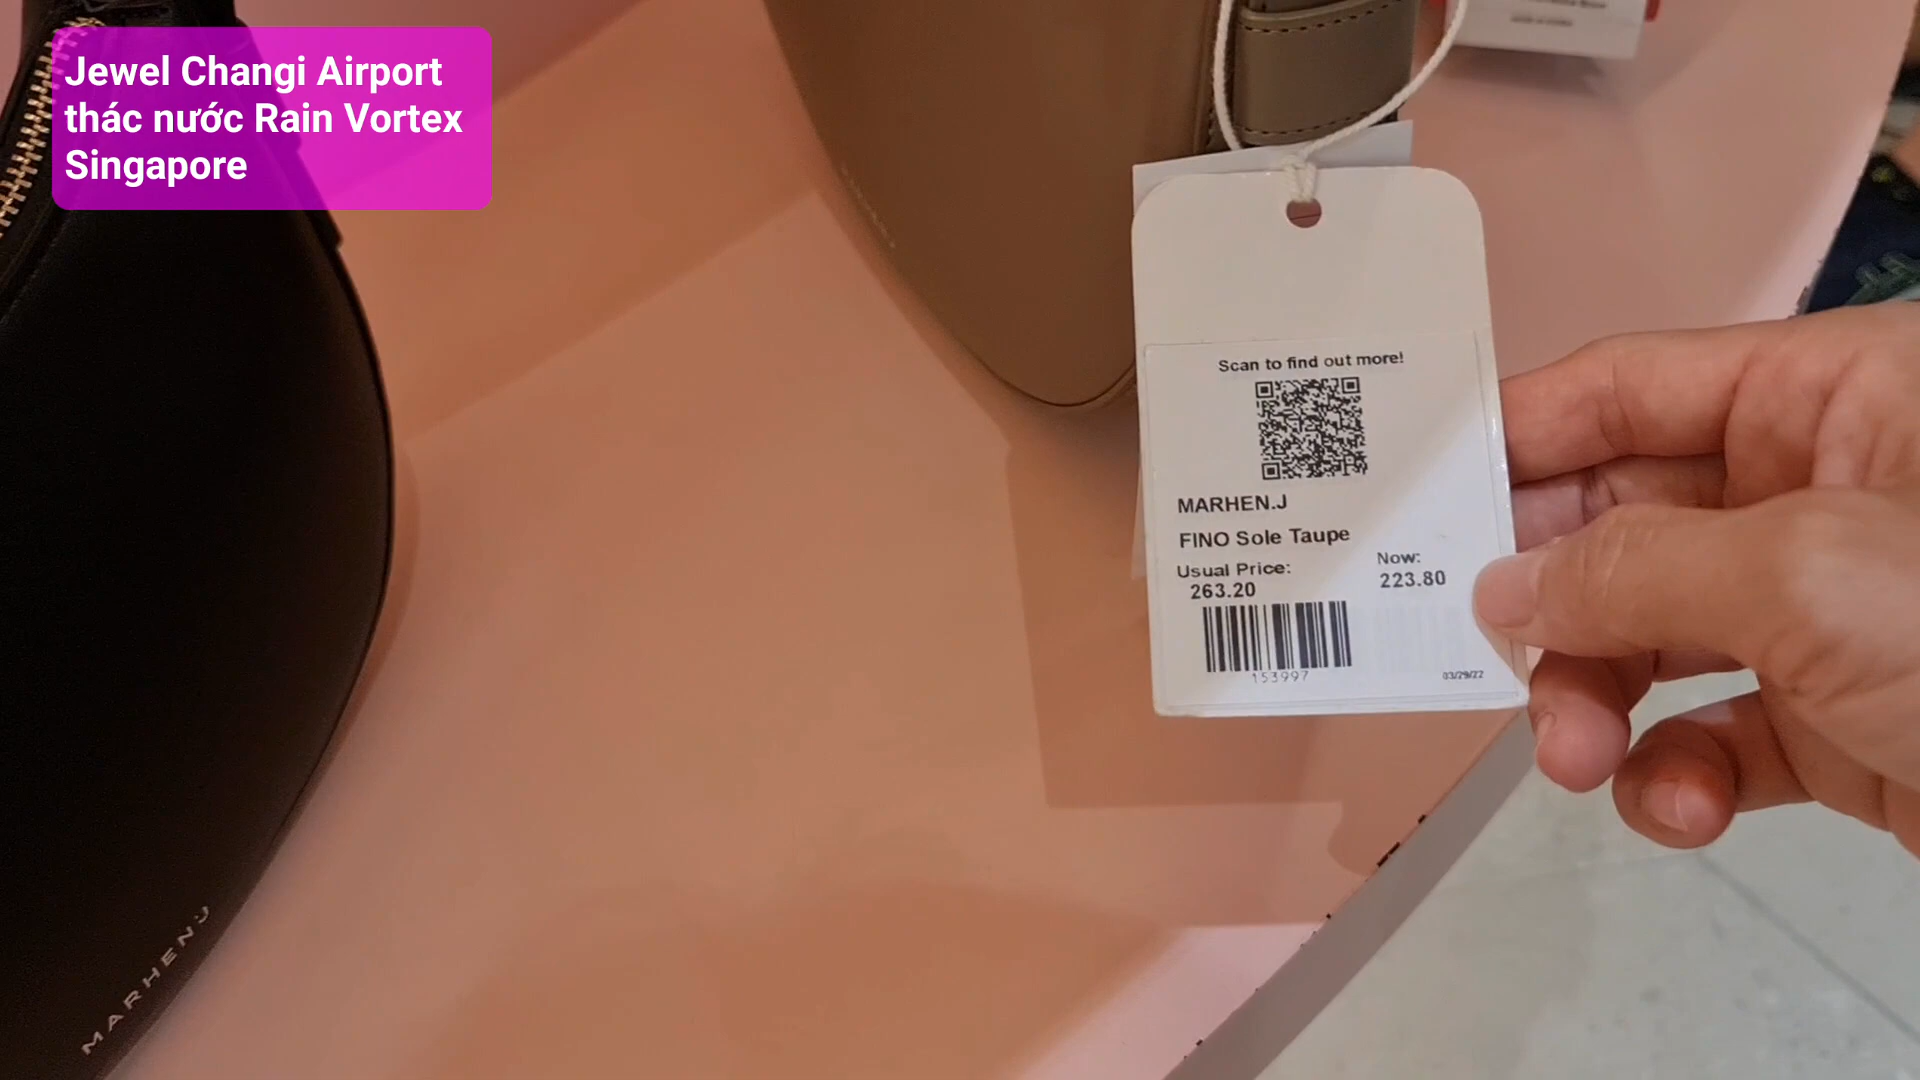 Jewel Changi Airport
thác nước Rain Vortex
Singapore
Scan to find out more!
MARHEN.J
FINO Sole Taupe
Usual Price:
Now:
263.20
223.80
153997
03/29/22
MARHEN.J